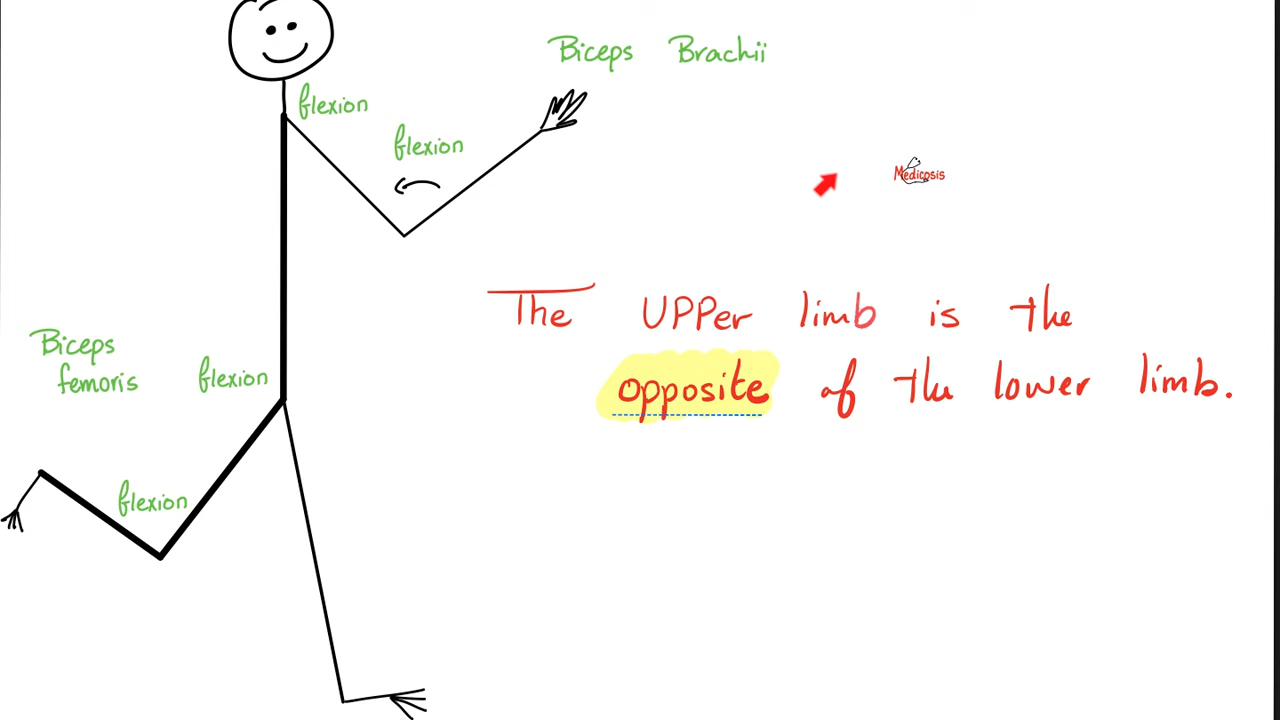 Biceps Brachii
flexion
flexion
Medicosis
The UPPer limb is the
opposite of the lower limb.
Biceps
femoris
flexion
flexion